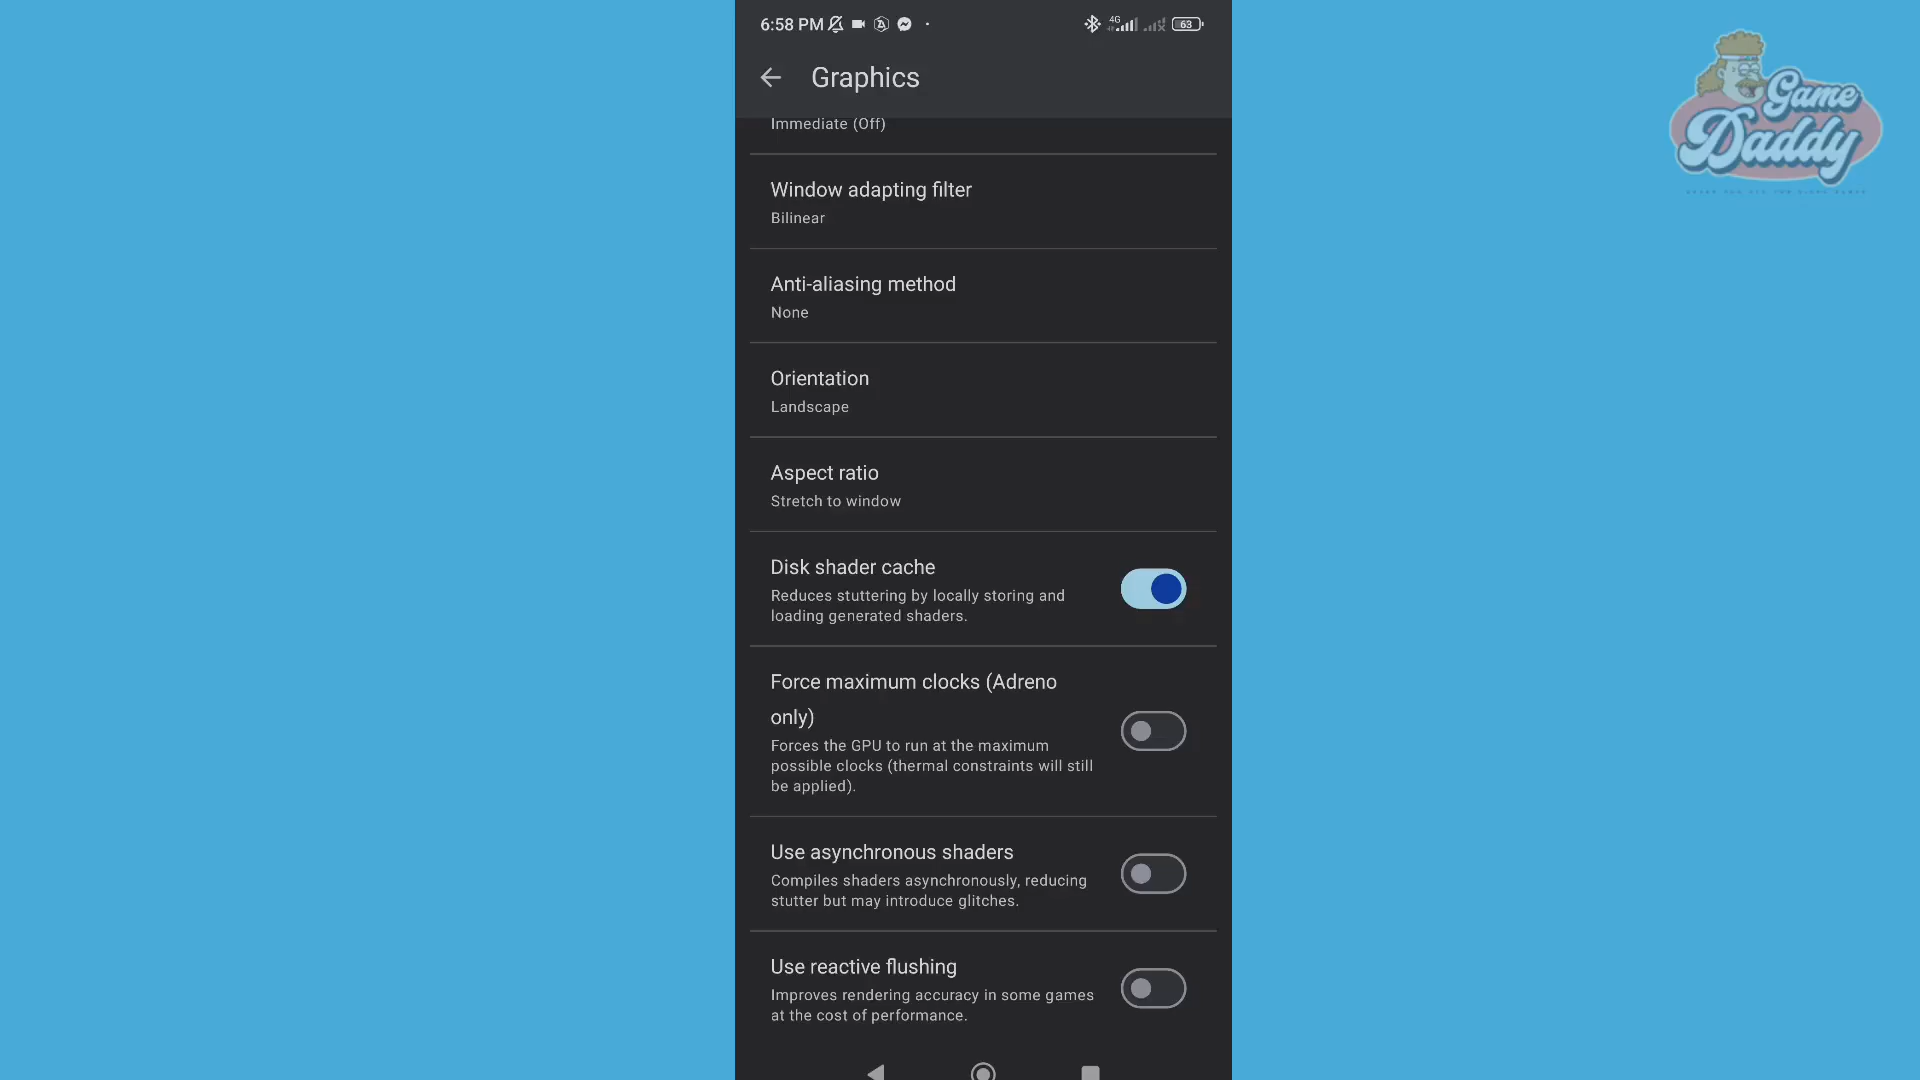 6:58 PM
4G
63
Graphics
Immediate (Off)
Window adapting filter
Bilinear
Anti-aliasing method
None
Orientation
Landscape
Aspect ratio
Stretch to window
Disk shader cache
Reduces stuttering by locally storing and
loading generated shaders.
Force maximum clocks (Adreno
only)
Forces the GPU to run at the maximum
possible clocks (thermal constraints will still
be applied).
Use asynchronous shaders
Compiles shaders asynchronously, reducing
stutter but may introduce glitches.
Use reactive flushing
Improves rendering accuracy in some games
at the cost of performance.
Game
Daddy